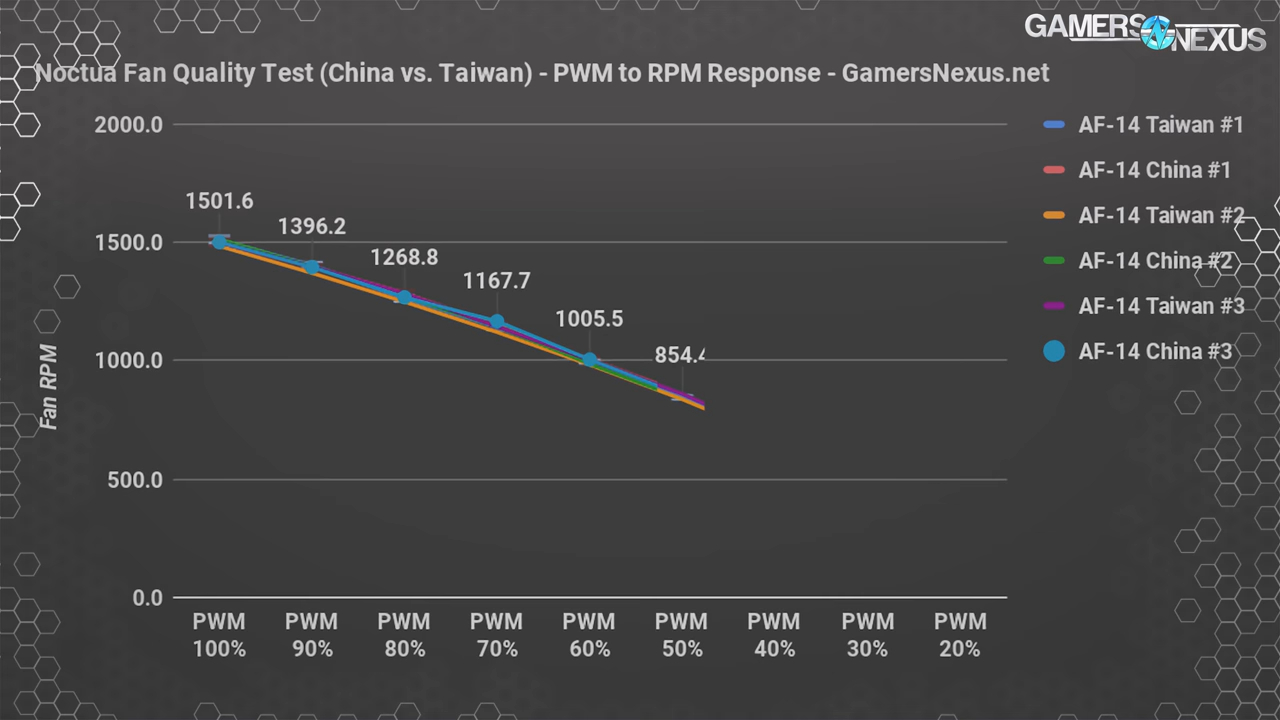 GAMERS NEXUS
Noctua Fan Quality Test (China vs. Taiwan) - PWM to RPM Response - GamersNexus.net
2000.0
1500.0
1000.0
500.0
0.0
Fan RPM
1501.6
1396.2
1268.8
1167.7
1005.5
854.4
PWM 100%
PWM 90%
PWM 80%
PWM 70%
PWM 60%
PWM 50%
PWM 40%
PWM 30%
PWM 20%
AF-14 Taiwan #1
AF-14 China #1
AF-14 Taiwan #2
AF-14 China #2
AF-14 Taiwan #3
AF-14 China #3